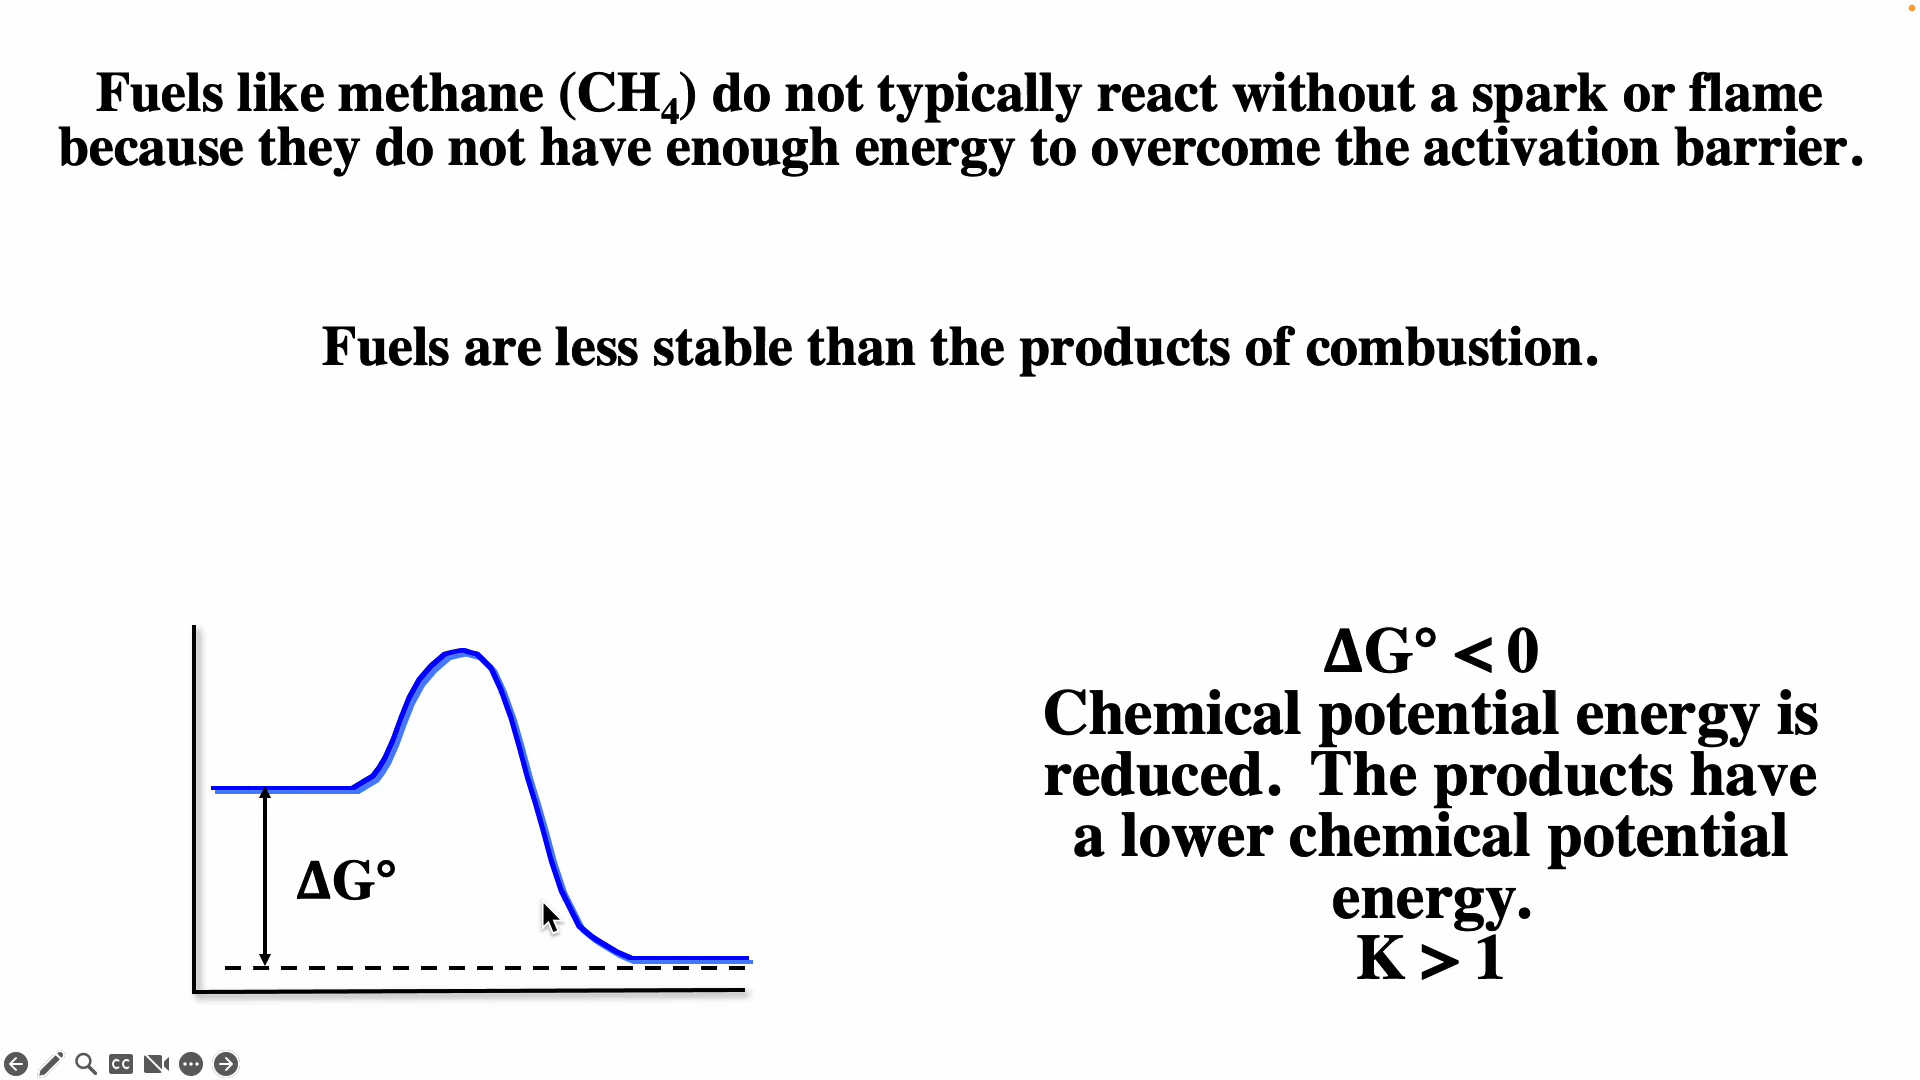 Fuels like methane (CH₄) do not typically react without a spark or flame
because they do not have enough energy to overcome the activation barrier.
Fuels are less stable than the products of combustion.
ΔG° < 0
Chemical potential energy is
reduced.  The products have
a lower chemical potential
energy.
K > 1
ΔG°
CC